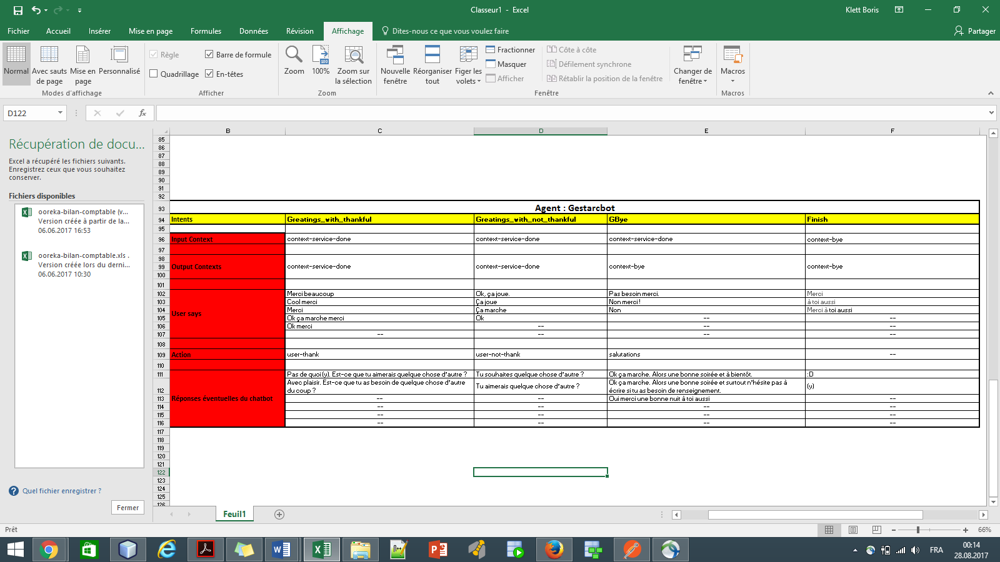 Classeur1 - Excel
Klett Boris
Fichier Accueil Insérer Mise en page Formules Données Révision Affichage Dites-nous ce que vous voulez faire Partager
Normal
Avec sauts de page
Mise en page
Personnalisé
Modes d'affichage
Règle
Barre de formule
Quadrillage
En-têtes
Afficher
Zoom
100
100%
Zoom sur la sélection
Zoom
Nouvelle fenêtre
Réorganiser tout
Figer les volets
Fractionner
Masquer
Afficher
Côte à côte
Défilement synchrone
Rétablir la position de la fenêtre
Changer de fenêtre
Fenêtre
Macros
Macros
D122
fx
Récupération de docu...
Excel a récupéré les fichiers suivants.
Enregistrez ceux que vous souhaitez
conserver.
Fichiers disponibles
ooreka-bilan-comptable (v...
Version créée à partir de la...
06.06.2017 16:53
ooreka-bilan-comptable.xls .
Version créée lors du derni...
06.06.2017 10:30
Quel fichier enregistrer ?
Fermer
B C D E F
85
86
87
88
89
90
91
92
93 Agent : Gestarcbot
94 Intents Greatings_with_thankful Greatings_with_not_thankful GBye Finish
95
96 Input Context context-service-done context-service-done context-service-done context-bye
97
98
99 Output Contexts context-service-done context-service-done context-bye context-bye
100
101
102 Merci beaucoup Ok, ça joue. Pas besoin merci. Merci
103 Cool merci Ça joue Non merci ! à toi aussi
104 User says Merci Ça marche Non Merci à toi aussi
105 Ok ça marche merci Ok -- --
106 Ok merci -- -- --
107 -- -- -- --
108
109 Action user-thank user-not-thank salutations --
110
111 Pas de quoi (y). Est-ce que tu aimerais quelque chose d'autre ? Tu souhaites quelque chose d'autre ? Ok ça marche. Alors une bonne soirée et à bientôt. :D
112 Avec plaisir. Est-ce que tu as besoin de quelque chose d'autre du coup ? Tu aimerais quelque chose d'autre ? Ok ça marche. Alors une bonne soirée et surtout n'hésite pas à écrire si tu as besoin de renseignement. (y)
113 Réponses éventuelles du chatbot -- -- Oui merci une bonne nuit à toi aussi --
114 -- -- -- --
115 -- -- -- --
116 -- -- -- --
117
118
119
120
121
122
123
124
125
126
Feuil1
Prêt
66%
FRA
00:14
28.08.2017